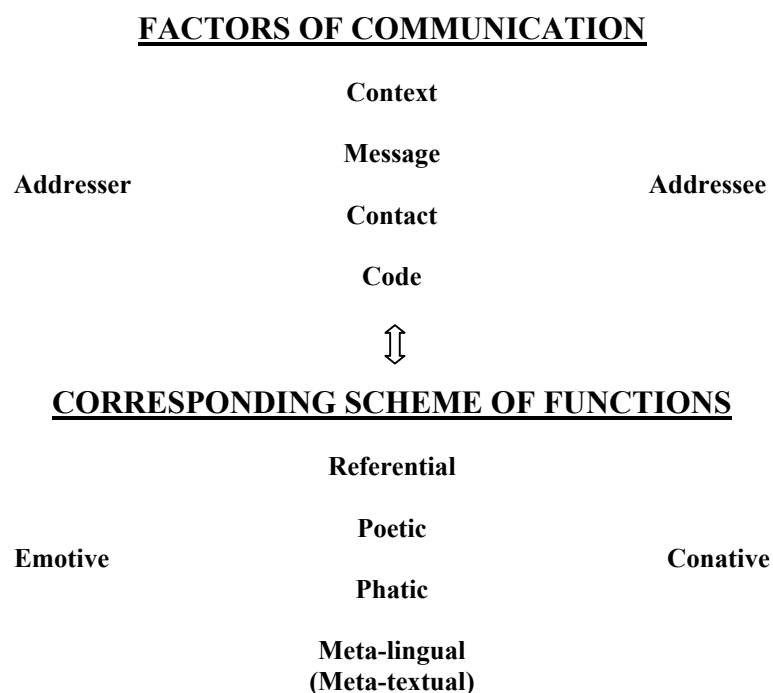 FACTORS OF COMMUNICATION
Context
Message
Addresser Addressee
Contact
Code
CORRESPONDING SCHEME OF FUNCTIONS
Referential
Poetic
Emotive Conative
Phatic
Meta-lingual
(Meta-textual)